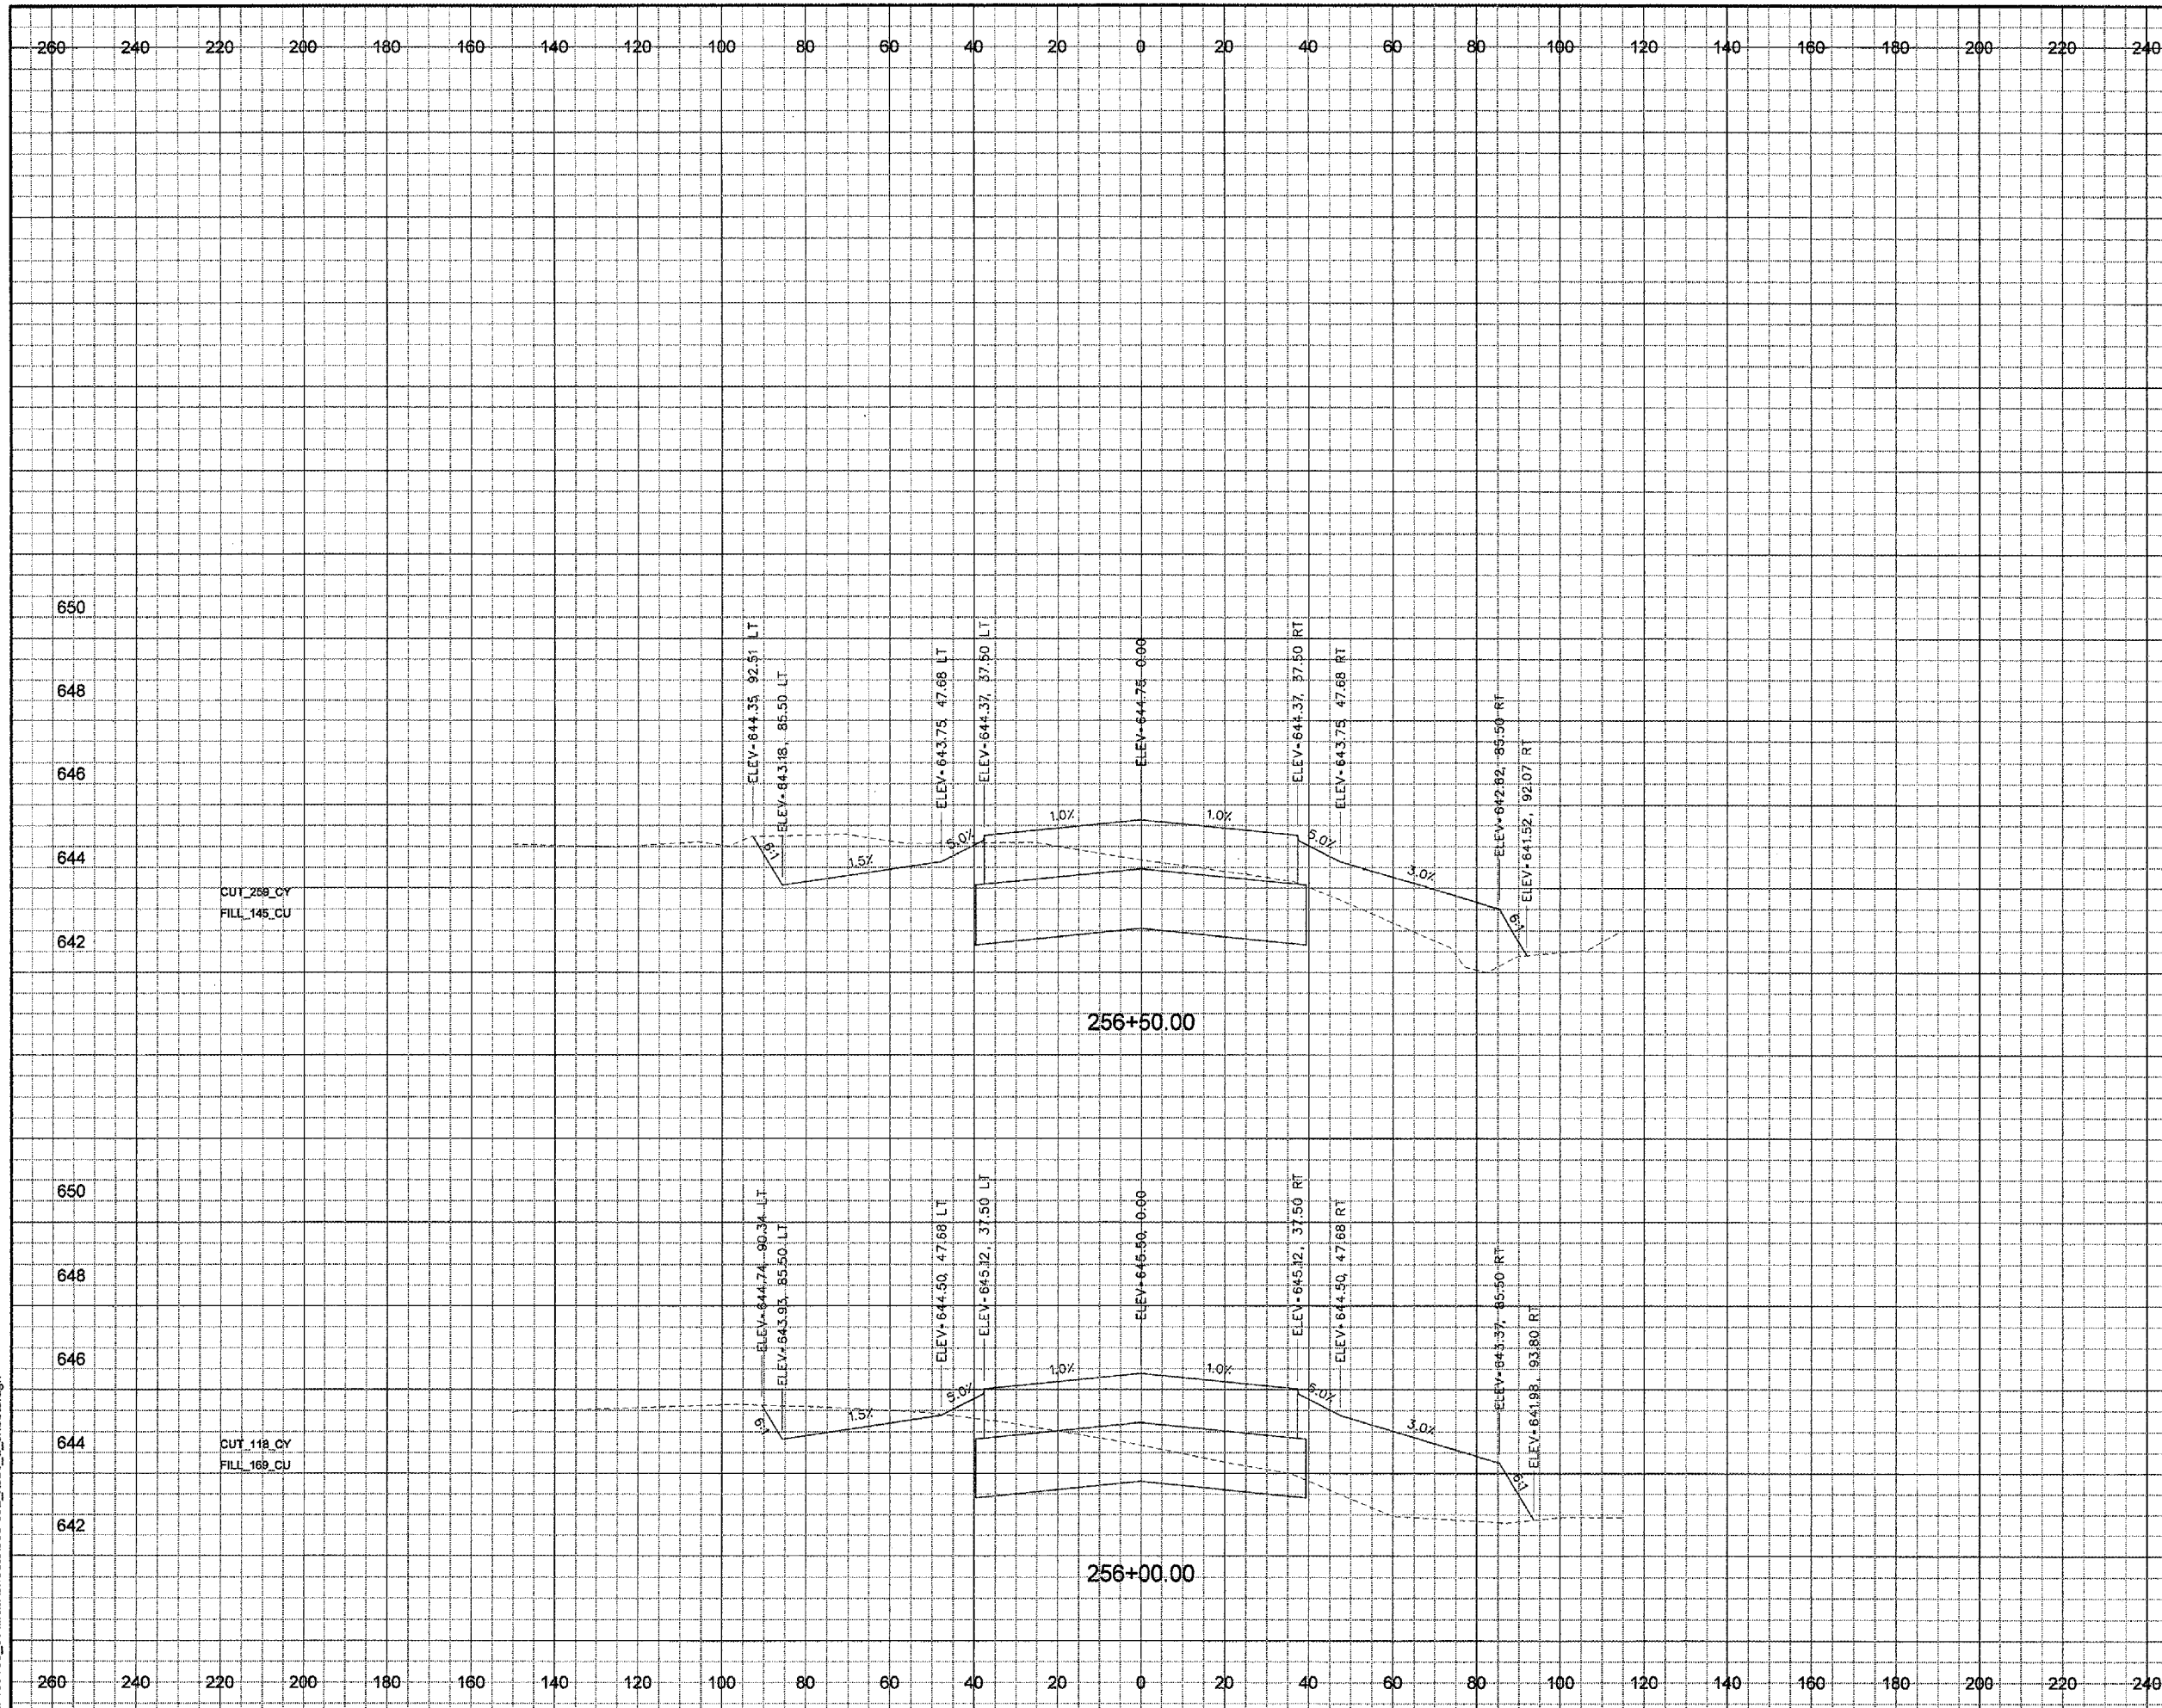 260 240 220 200 180 160 140 120 100 80 60 40 20 0 20 40 60 80 100 120 140 160 180 200 220 240
650
648
646
644
642
ELEV=644.35, 92.51 LT
ELEV=643.18, 85.50 LT
ELEV=643.75, 47.68 LT
ELEV=644.37, 37.50 LT
ELEV=644.75, 0.00
ELEV=644.37, 37.50 RT
ELEV=643.75, 47.68 RT
ELEV=642.62, 85.50 RT
ELEV=641.52, 92.07 RT
6:1 1.5% 5.0% 1.0% 1.0% 5.0% 3.0% 6:1
CUT_259_CY
FILL_145_CU
256+50.00
650
648
646
644
642
ELEV=644.74, 90.34 LT
ELEV=643.93, 85.50 LT
ELEV=644.50, 47.68 LT
ELEV=645.12, 37.50 LT
ELEV=645.50, 0.00
ELEV=645.12, 37.50 RT
ELEV=644.50, 47.68 RT
ELEV=643.37, 85.50 RT
ELEV=641.98, 93.80 RT
6:1 1.5% 5.0% 1.0% 1.0% 5.0% 3.0% 6:1
CUT_118_CY
FILL_169_CU
256+00.00
260 240 220 200 180 160 140 120 100 80 60 40 20 0 20 40 60 80 100 120 140 160 180 200 220 240